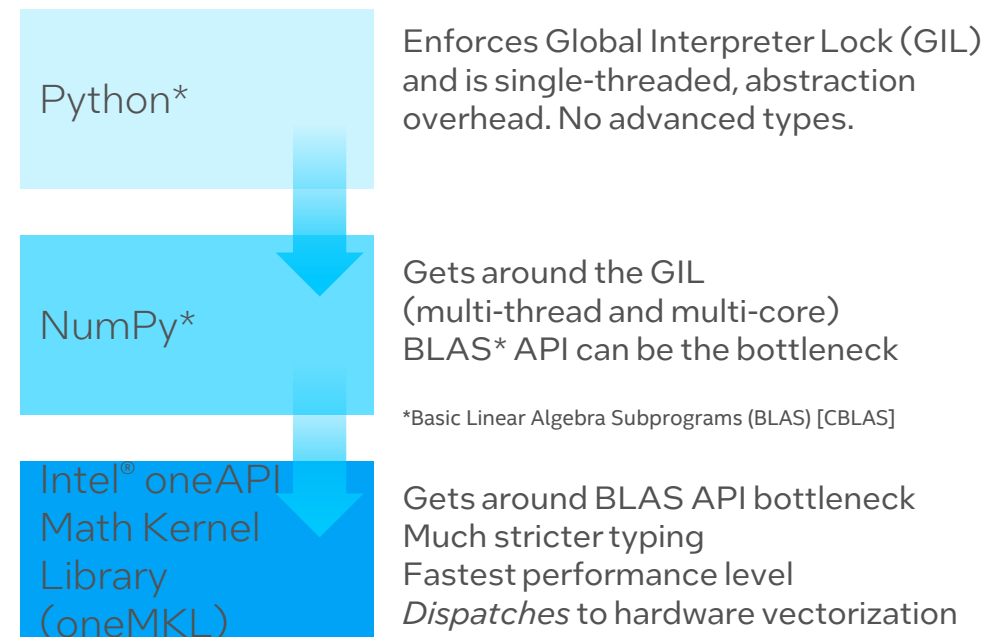 Python*
Enforces Global Interpreter Lock (GIL)
and is single-threaded, abstraction
overhead. No advanced types.
NumPy*
Gets around the GIL
(multi-thread and multi-core)
BLAS* API can be the bottleneck
*Basic Linear Algebra Subprograms (BLAS) [CBLAS]
Intel® oneAPI
Math Kernel
Library
(oneMKL)
Gets around BLAS API bottleneck
Much stricter typing
Fastest performance level
Dispatches to hardware vectorization